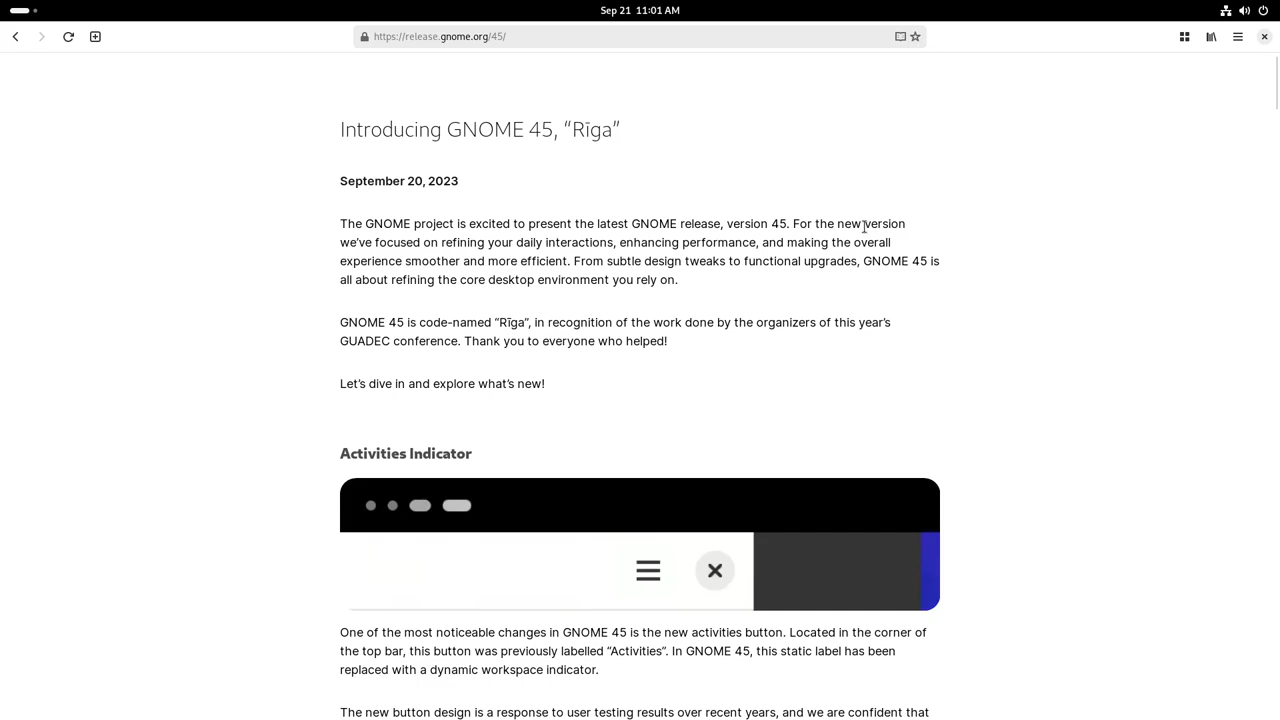 Sep 21 11:01 AM
https://release.gnome.org/45/
Introducing GNOME 45, “Rīga”
September 20, 2023
The GNOME project is excited to present the latest GNOME release, version 45. For the new version
we’ve focused on refining your daily interactions, enhancing performance, and making the overall
experience smoother and more efficient. From subtle design tweaks to functional upgrades, GNOME 45 is
all about refining the core desktop environment you rely on.
GNOME 45 is code-named “Rīga”, in recognition of the work done by the organizers of this year’s
GUADEC conference. Thank you to everyone who helped!
Let’s dive in and explore what’s new!
Activities Indicator
One of the most noticeable changes in GNOME 45 is the new activities button. Located in the corner of
the top bar, this button was previously labelled “Activities”. In GNOME 45, this static label has been
replaced with a dynamic workspace indicator.
The new button design is a response to user testing results over recent years, and we are confident that